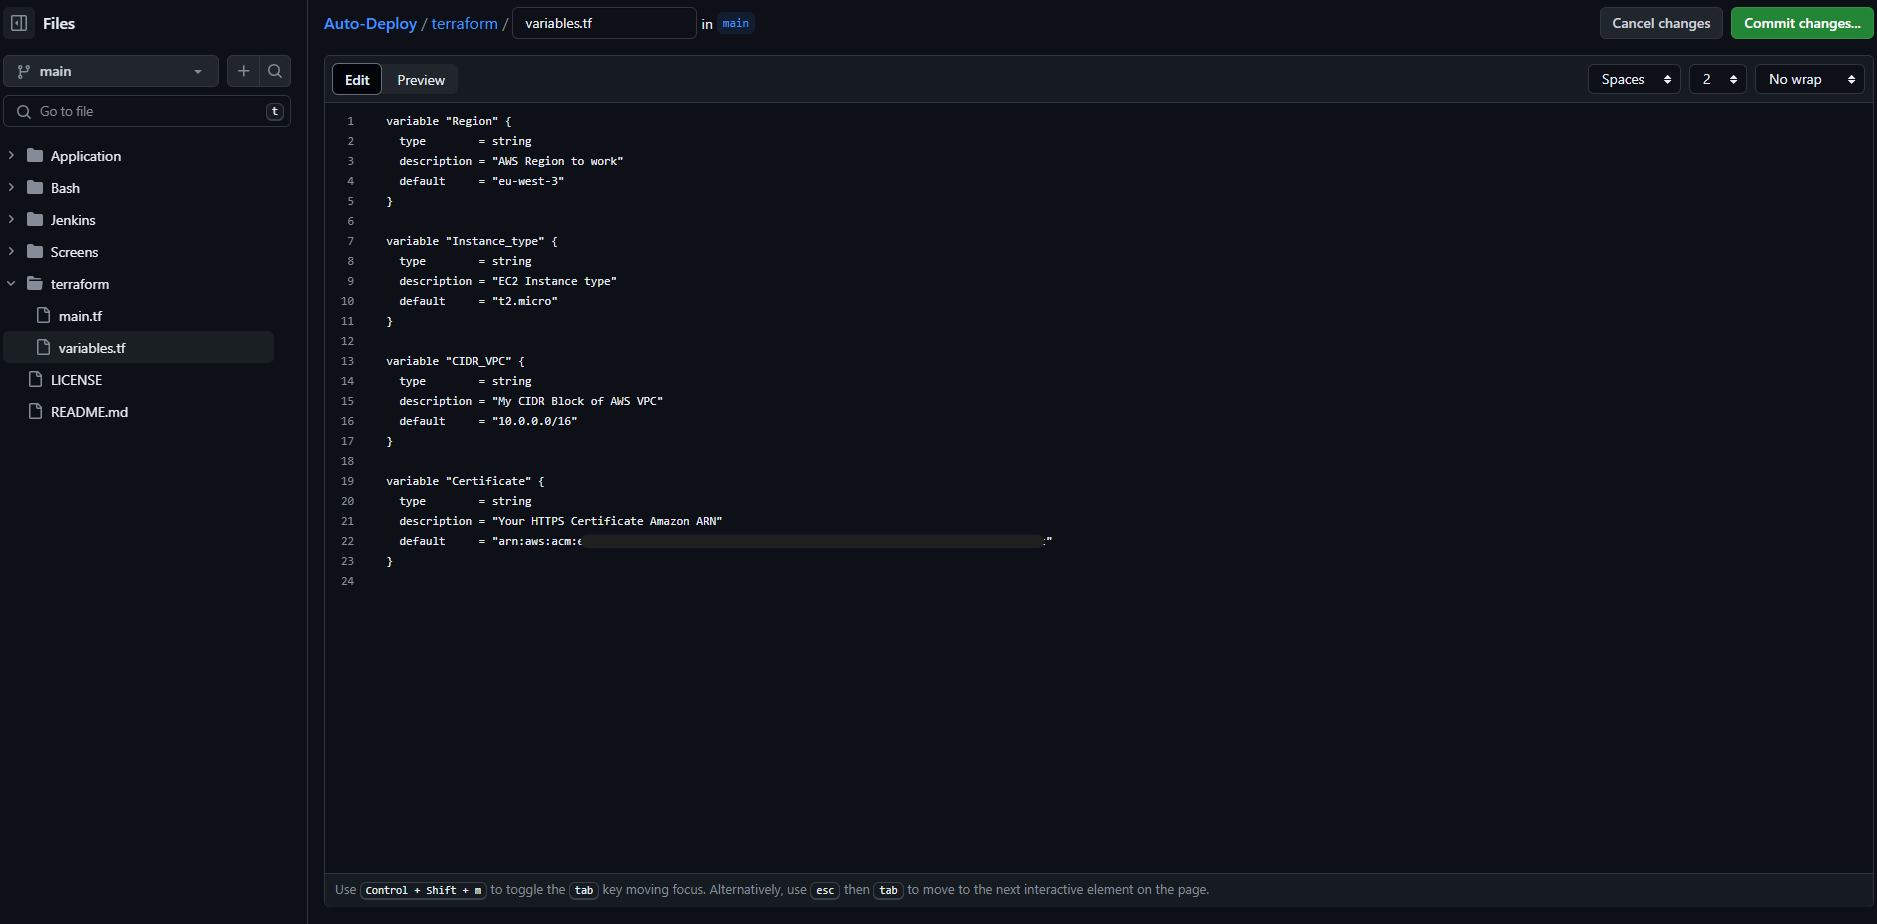 Files
main
Go to file
t
Application
Bash
Jenkins
Screens
terraform
main.tf
variables.tf
LICENSE
README.md
Auto-Deploy / terraform / variables.tf in main
Cancel changes
Commit changes...
Edit
Preview
Spaces
2
No wrap
1 variable "Region" {
2 type = string
3 description = "AWS Region to work"
4 default = "eu-west-3"
5 }
6
7 variable "Instance_type" {
8 type = string
9 description = "EC2 Instance type"
10 default = "t2.micro"
11 }
12
13 variable "CIDR_VPC" {
14 type = string
15 description = "My CIDR Block of AWS VPC"
16 default = "10.0.0.0/16"
17 }
18
19 variable "Certificate" {
20 type = string
21 description = "Your HTTPS Certificate Amazon ARN"
22 default = "arn:aws:acm: "
23 }
24
Use Control + Shift + m to toggle the tab key moving focus. Alternatively, use esc then tab to move to the next interactive element on the page.